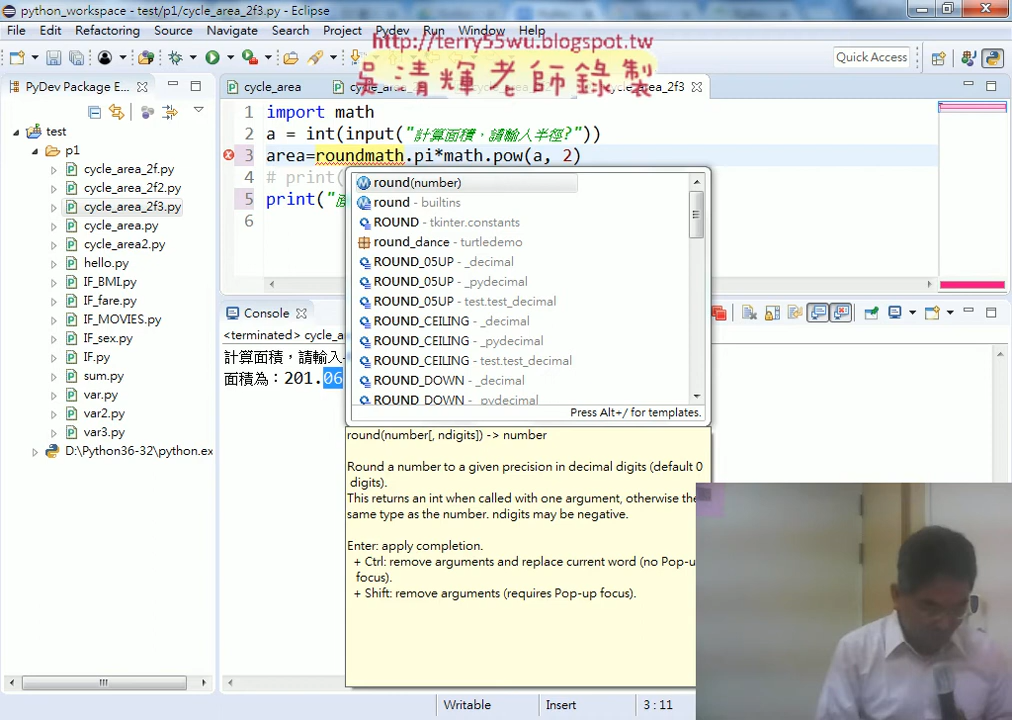 python_workspace - test/p1/cycle_area_2f3.py - Eclipse
File Edit Refactoring Source Navigate Search Project Pydev Run Window Help
http://terry55wu.blogspot.tw
吳清輝老師錄製
Quick Access
PyDev Package E...
cycle_area
cycle_area_2f3
test
p1
cycle_area_2f.py
cycle_area_2f2.py
cycle_area_2f3.py
cycle_area.py
cycle_area2.py
hello.py
IF_BMI.py
IF_fare.py
IF_MOVIES.py
IF_sex.py
IF.py
sum.py
var.py
var2.py
var3.py
D:\Python36-32\python.ex
1 import math
2 a = int(input("計算面積，請輸入半徑?"))
3 area=roundmath.pi*math.pow(a, 2)
4 # print(
5 print("
6
round(number)
round - builtins
ROUND - tkinter.constants
round_dance - turtledemo
ROUND_05UP - _decimal
ROUND_05UP - _pydecimal
ROUND_05UP - test.test_decimal
ROUND_CEILING - _decimal
ROUND_CEILING - _pydecimal
ROUND_CEILING - test.test_decimal
ROUND_DOWN - _decimal
ROUND_DOWN - _pydecimal
Press Alt+/ for templates.
Console
<terminated> cycle_a
計算面積，請輸入
面積為：201.06
round(number[, ndigits]) -> number
Round a number to a given precision in decimal digits (default 0
digits).
This returns an int when called with one argument, otherwise the
same type as the number. ndigits may be negative.
Enter: apply completion.
+ Ctrl: remove arguments and replace current word (no Pop-u
focus).
+ Shift: remove arguments (requires Pop-up focus).
Writable Insert 3 : 11